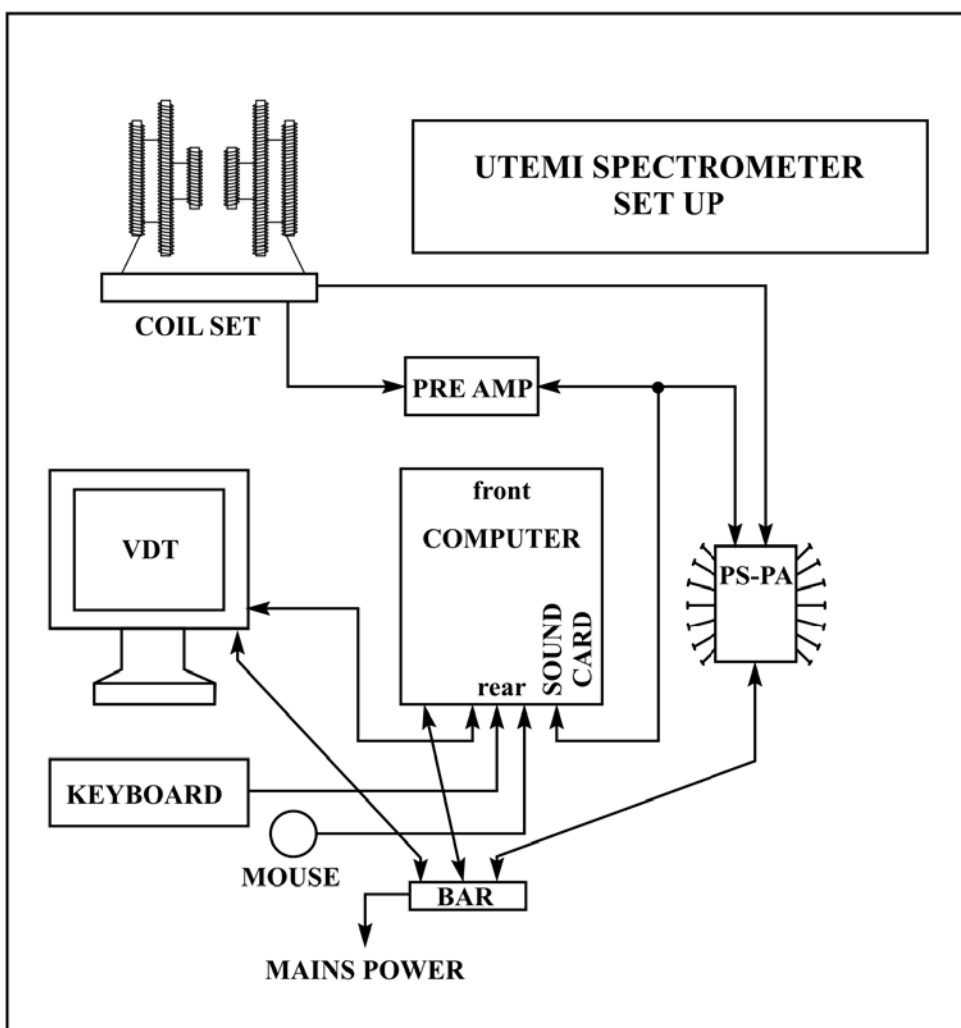 UTEMI SPECTROMETER
SET UP
COIL SET
PRE AMP
front
COMPUTER
VDT
PS-PA
SOUND
CARD
rear
KEYBOARD
MOUSE
BAR
MAINS POWER